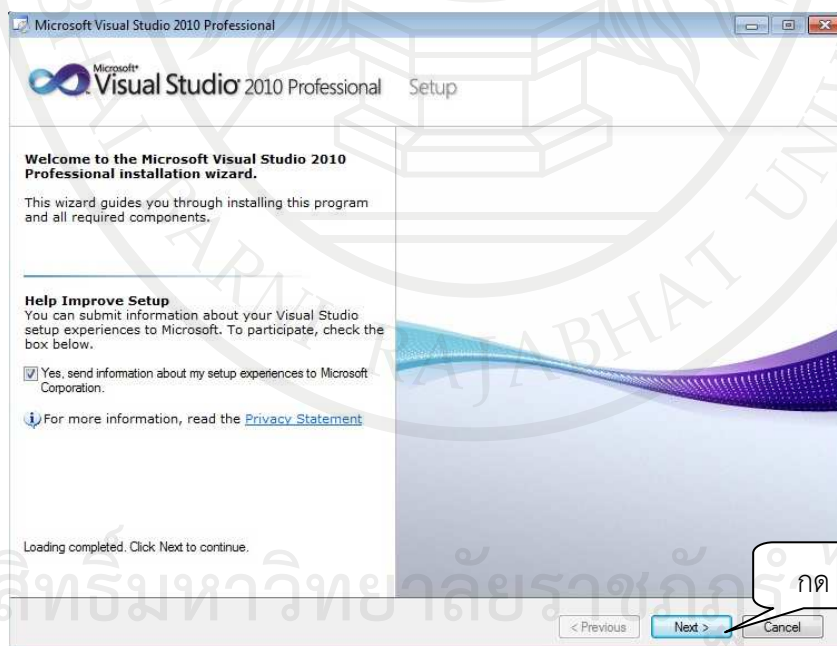 Microsoft Visual Studio 2010 Professional
Microsoft®
Visual Studio® 2010 Professional Setup
Welcome to the Microsoft Visual Studio 2010
Professional installation wizard.
This wizard guides you through installing this program
and all required components.
Help Improve Setup
You can submit information about your Visual Studio
setup experiences to Microsoft. To participate, check the
box below.
Yes, send information about my setup experiences to Microsoft
Corporation.
For more information, read the Privacy Statement
RAJABHAT
Loading completed. Click Next to continue.
กด
< Previous
Next >
Cancel